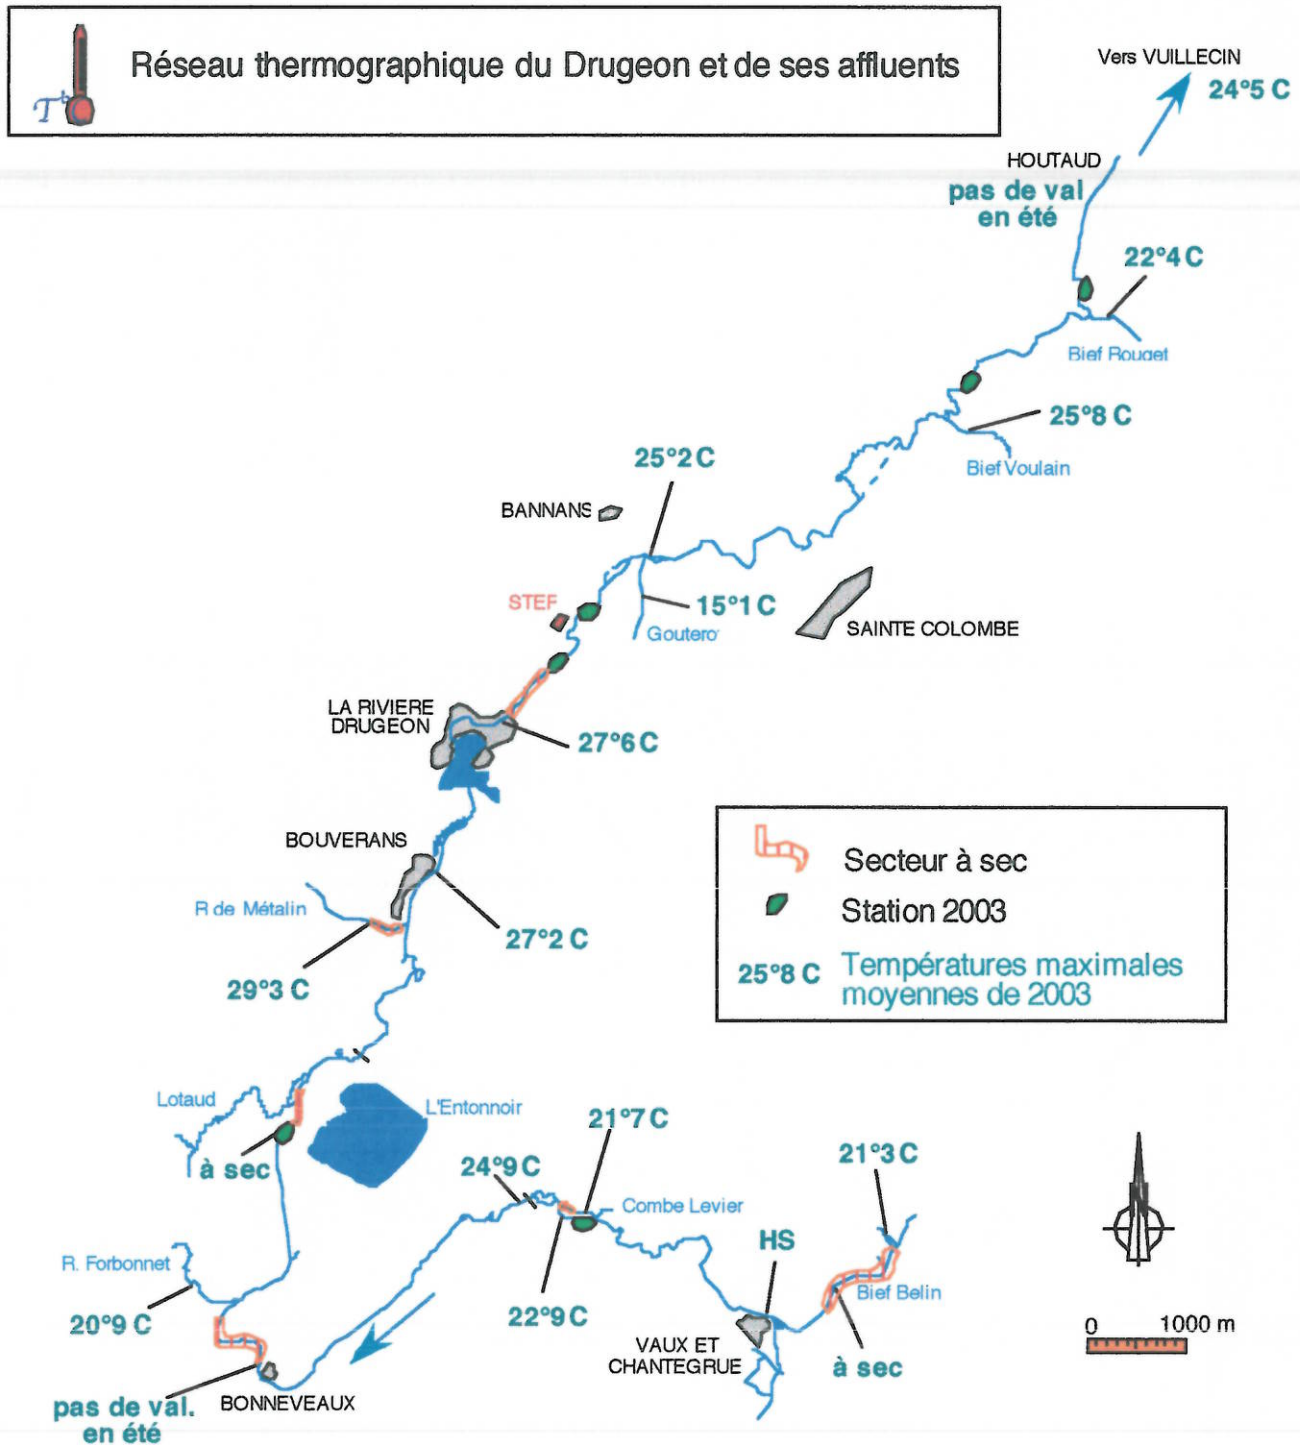 Réseau thermographique du Drugeon et de ses affluents
Vers VUILLECIN
24°5 C
HOUTAUD
pas de val
en été
22°4 C
Bief Rouget
25°8 C
Bief Voulain
25°2 C
BANNANS
STEF
15°1 C
Goutero
SAINTE COLOMBE
LA RIVIERE
DRUGEON
27°6 C
BOUVERANS
R de Métalin
27°2 C
29°3 C
Secteur à sec
Station 2003
25°8 C
Températures maximales
moyennes de 2003
Lotaud
L'Entonnoir
à sec
21°7 C
24°9 C
21°3 C
Combe Levier
R. Forbonnet
HS
Bief Belin
20°9 C
22°9 C
VAUX ET
CHANTEGRUE
à sec
0
1000 m
pas de val.
en été
BONNEVEAUX